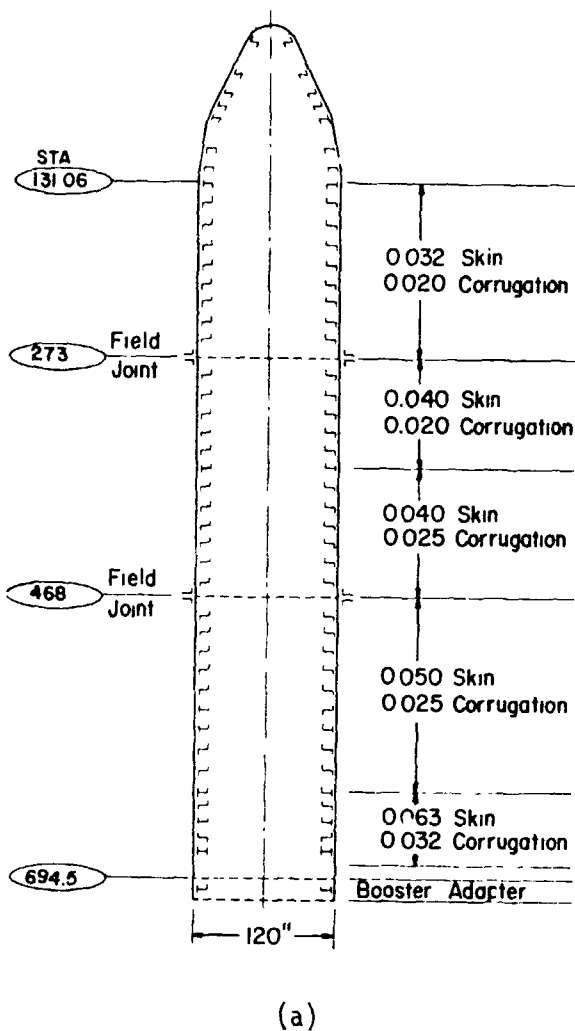 STA
131 06
0 032 Skin
0 020 Corrugation
273
Field
Joint
0.040 Skin
0.020 Corrugation
0 040 Skin
0 025 Corrugation
468
Field
Joint
0 050 Skin
0 025 Corrugation
0 063 Skin
0 032 Corrugation
694.5
Booster Adapter
120"
(a)